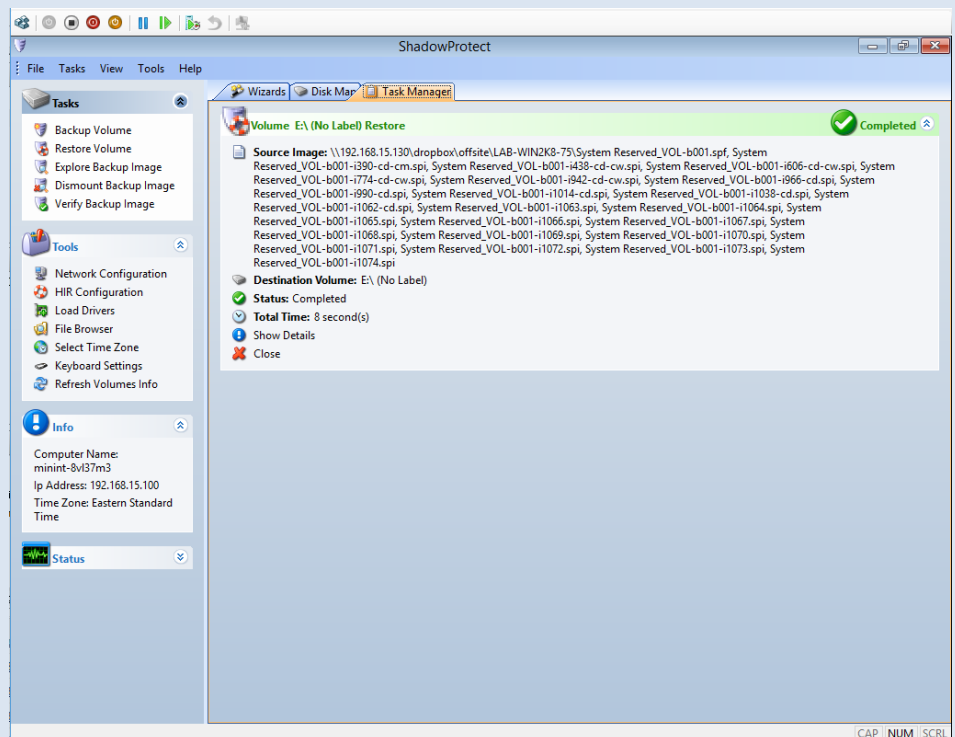 ShadowProtect
File Tasks View Tools Help
Tasks
Backup Volume
Restore Volume
Explore Backup Image
Dismount Backup Image
Verify Backup Image
Tools
Network Configuration
HIR Configuration
Load Drivers
File Browser
Select Time Zone
Keyboard Settings
Refresh Volumes Info
Info
Computer Name:
minint-8vl37m3
Ip Address: 192.168.15.100
Time Zone: Eastern Standard
Time
Status
Wizards Disk Map Task Manager
Volume E:\ (No Label) Restore Completed
Source Image: \\192.168.15.130\dropbox\offsite\LAB-WIN2K8-75\System Reserved_VOL-b001.spf, System
Reserved_VOL-b001-i390-cd-cm.spi, System Reserved_VOL-b001-i438-cd-cw.spi, System Reserved_VOL-b001-i606-cd-cw.spi, System
Reserved_VOL-b001-i774-cd-cw.spi, System Reserved_VOL-b001-i942-cd-cw.spi, System Reserved_VOL-b001-i966-cd.spi, System
Reserved_VOL-b001-i990-cd.spi, System Reserved_VOL-b001-i1014-cd.spi, System Reserved_VOL-b001-i1038-cd.spi, System
Reserved_VOL-b001-i1062-cd.spi, System Reserved_VOL-b001-i1063.spi, System Reserved_VOL-b001-i1064.spi, System
Reserved_VOL-b001-i1065.spi, System Reserved_VOL-b001-i1066.spi, System Reserved_VOL-b001-i1067.spi, System
Reserved_VOL-b001-i1068.spi, System Reserved_VOL-b001-i1069.spi, System Reserved_VOL-b001-i1070.spi, System
Reserved_VOL-b001-i1071.spi, System Reserved_VOL-b001-i1072.spi, System Reserved_VOL-b001-i1073.spi, System
Reserved_VOL-b001-i1074.spi
Destination Volume: E:\ (No Label)
Status: Completed
Total Time: 8 second(s)
Show Details
Close
CAP NUM SCRL